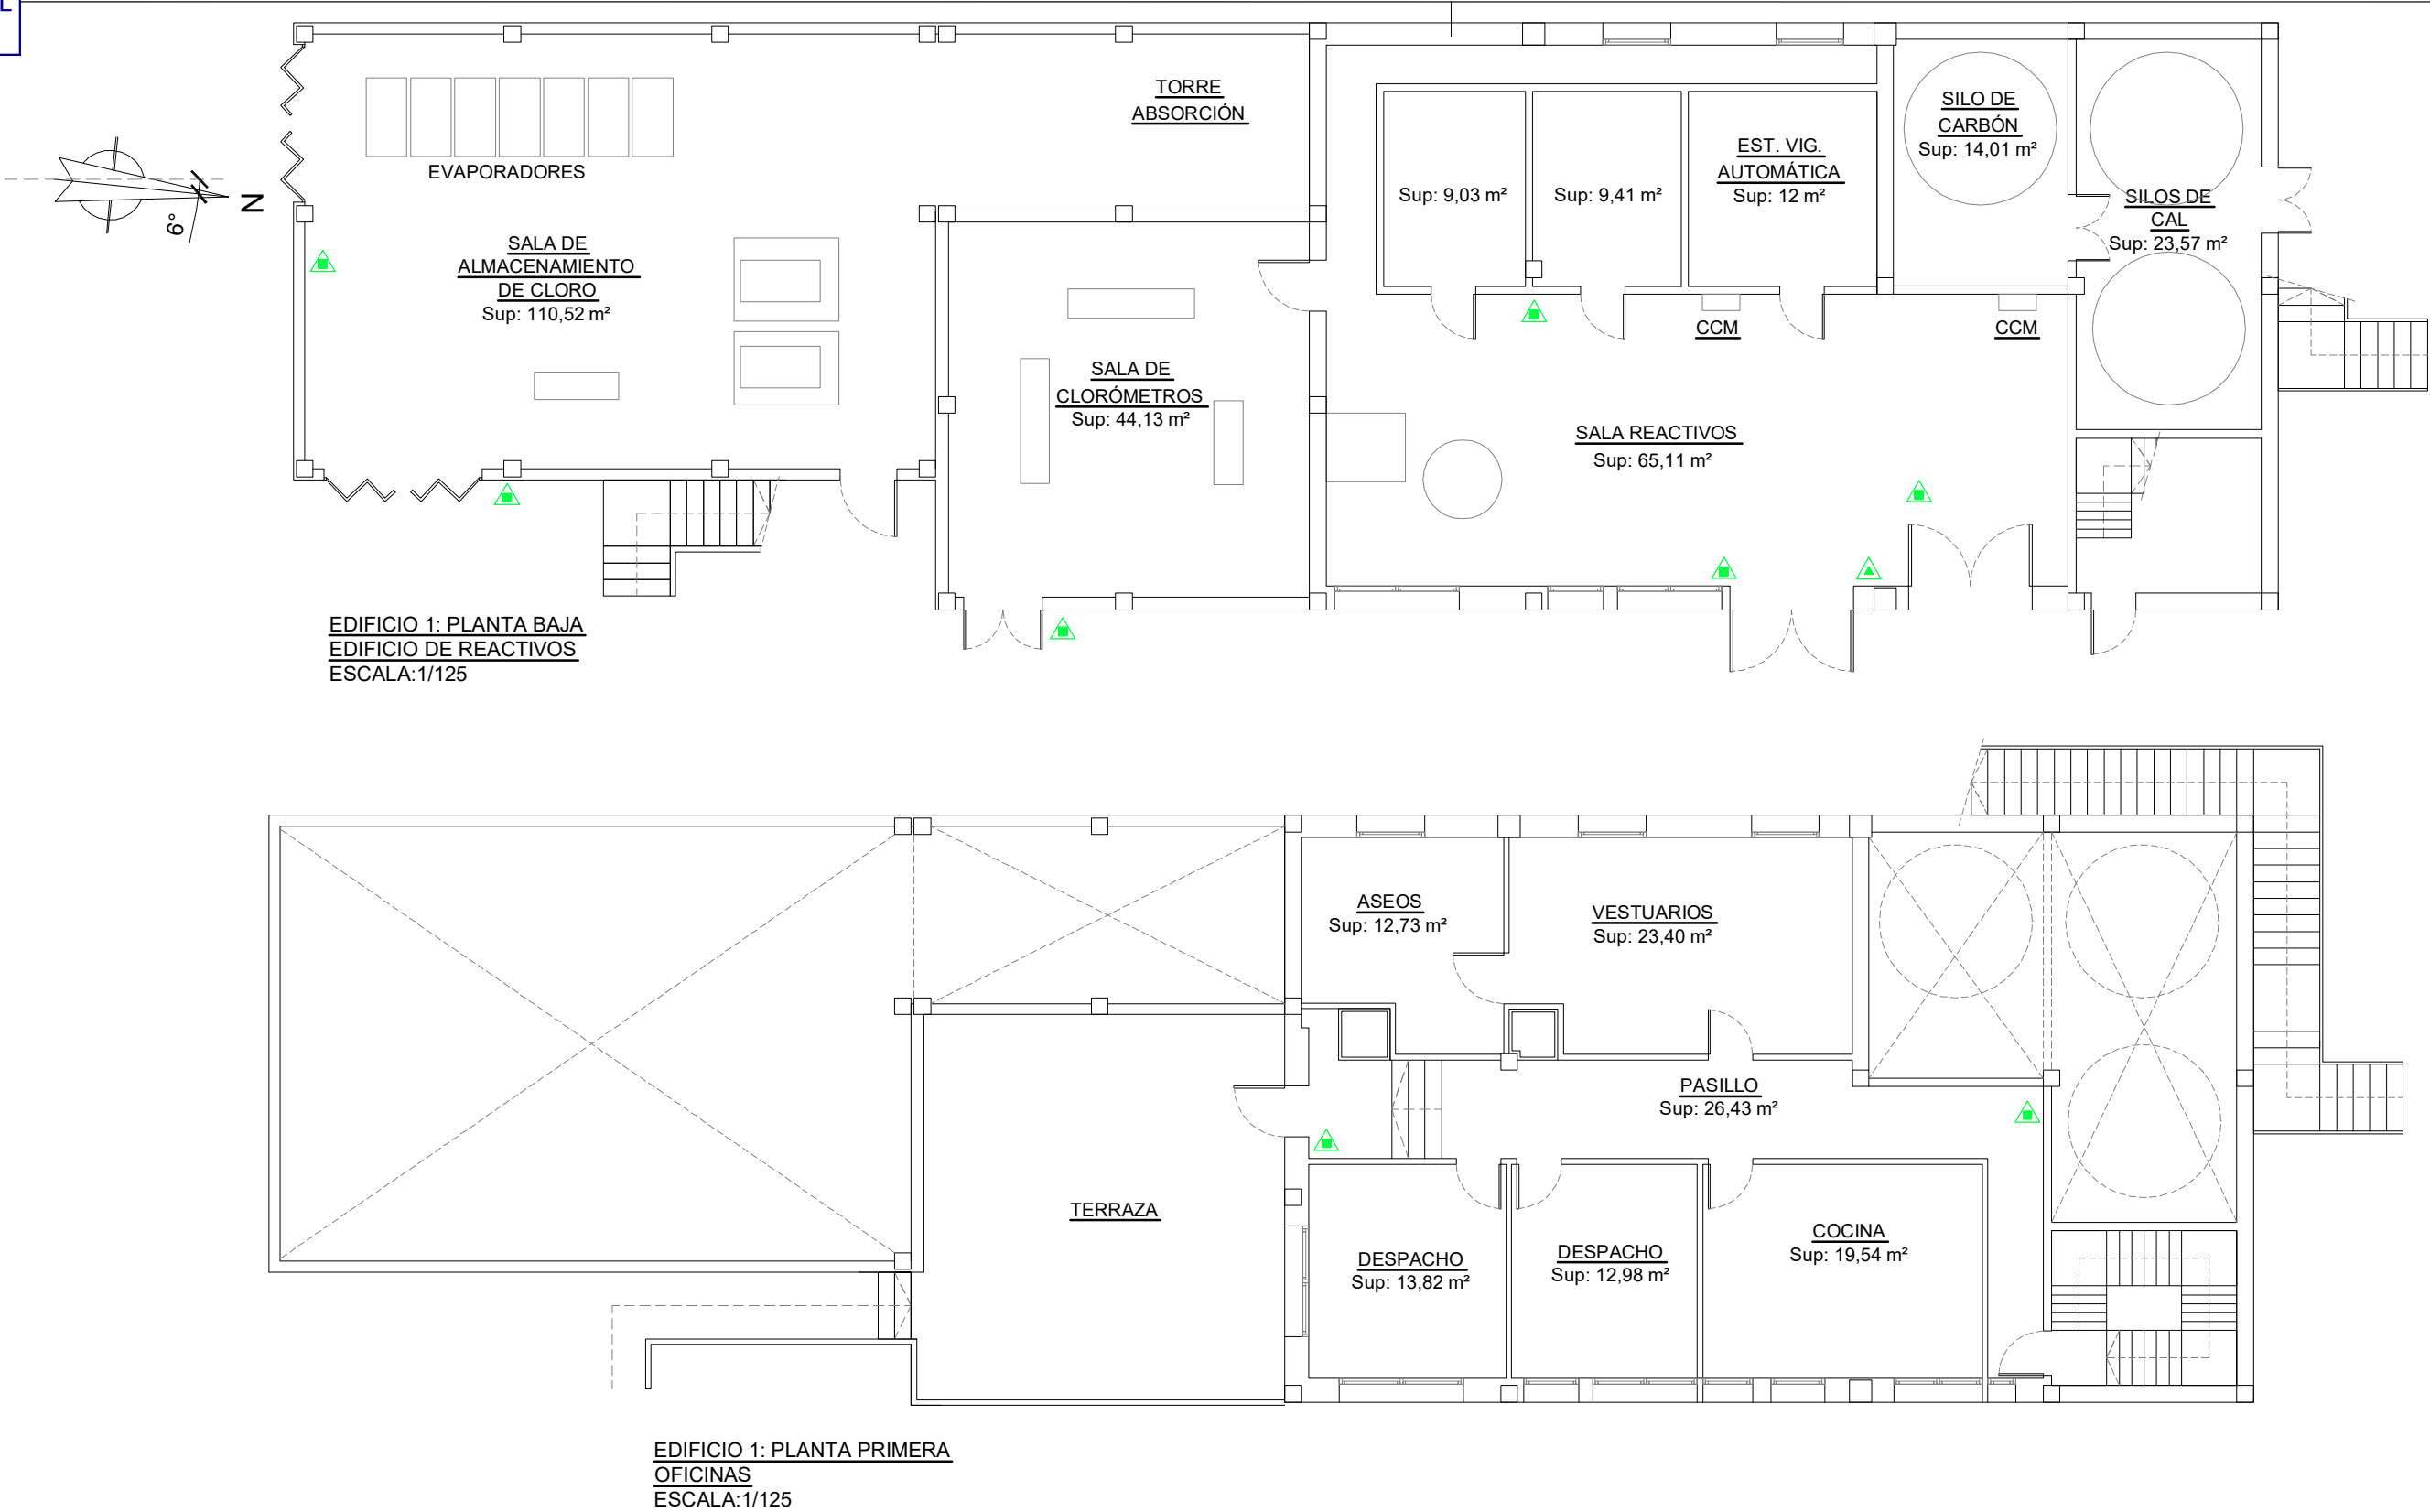 L
TORRE
ABSORCIÓN
EVAPORADORES
N
6°
SALA DE
ALMACENAMIENTO
DE CLORO
Sup: 110,52 m²
SALA DE
CLORÓMETROS
Sup: 44,13 m²
Sup: 9,03 m²
Sup: 9,41 m²
EST. VIG.
AUTOMÁTICA
Sup: 12 m²
SILO DE
CARBÓN
Sup: 14,01 m²
SILOS DE
CAL
Sup: 23,57 m²
CCM
CCM
SALA REACTIVOS
Sup: 65,11 m²
EDIFICIO 1: PLANTA BAJA
EDIFICIO DE REACTIVOS
ESCALA:1/125
ASEOS
Sup: 12,73 m²
VESTUARIOS
Sup: 23,40 m²
PASILLO
Sup: 26,43 m²
TERRAZA
DESPACHO
Sup: 13,82 m²
DESPACHO
Sup: 12,98 m²
COCINA
Sup: 19,54 m²
EDIFICIO 1: PLANTA PRIMERA
OFICINAS
ESCALA:1/125